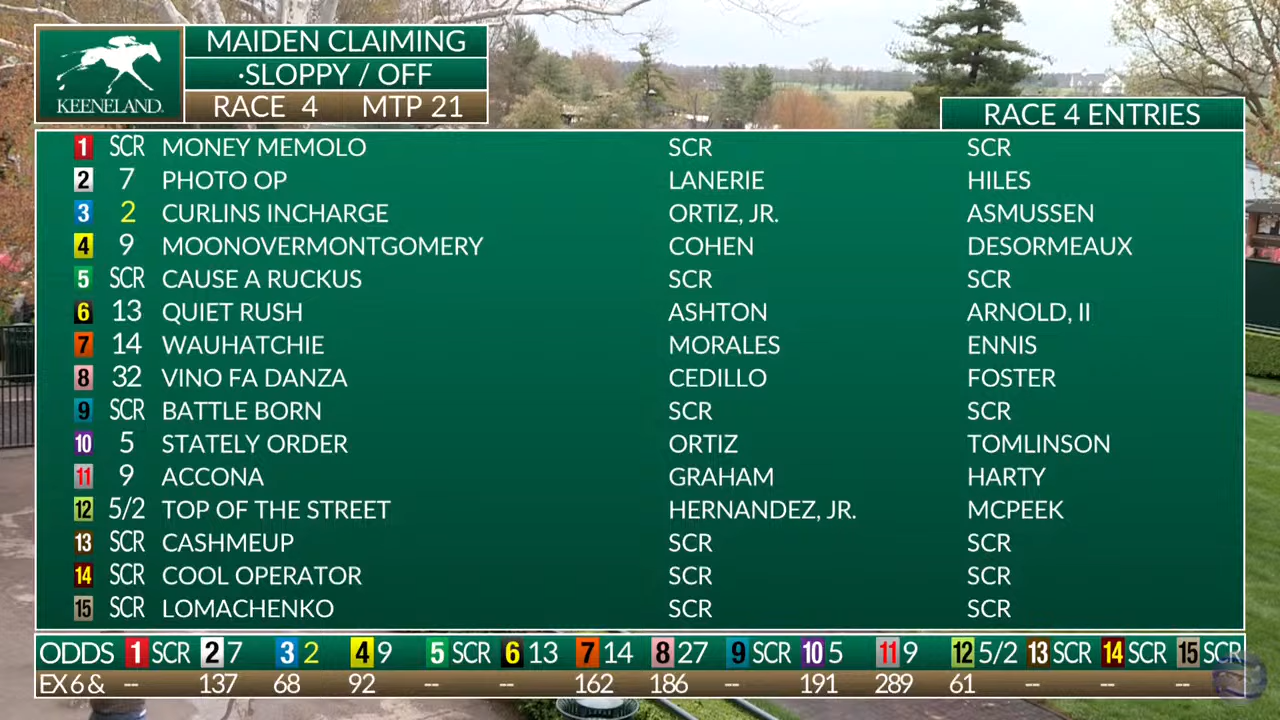 KEENELAND.
MAIDEN CLAIMING
·SLOPPY / OFF
RACE 4 MTP 21
RACE 4 ENTRIES
1 SCR MONEY MEMOLO SCR SCR
2 7 PHOTO OP LANERIE HILES
3 2 CURLINS INCHARGE ORTIZ, JR. ASMUSSEN
4 9 MOONOVERMONTGOMERY COHEN DESORMEAUX
5 SCR CAUSE A RUCKUS SCR SCR
6 13 QUIET RUSH ASHTON ARNOLD, II
7 14 WAUHATCHIE MORALES ENNIS
8 32 VINO FA DANZA CEDILLO FOSTER
9 SCR BATTLE BORN SCR SCR
10 5 STATELY ORDER ORTIZ TOMLINSON
11 9 ACCONA GRAHAM HARTY
12 5/2 TOP OF THE STREET HERNANDEZ, JR. MCPEEK
13 SCR CASHMEUP SCR SCR
14 SCR COOL OPERATOR SCR SCR
15 SCR LOMACHENKO SCR SCR
ODDS 1 SCR 2 7 3 2 4 9 5 SCR 6 13 7 14 8 27 9 SCR 10 5 11 9 12 5/2 13 SCR 14 SCR 15 SCR
EX 6 & -- 137 68 92 -- -- 162 186 -- 191 289 61 -- -- --